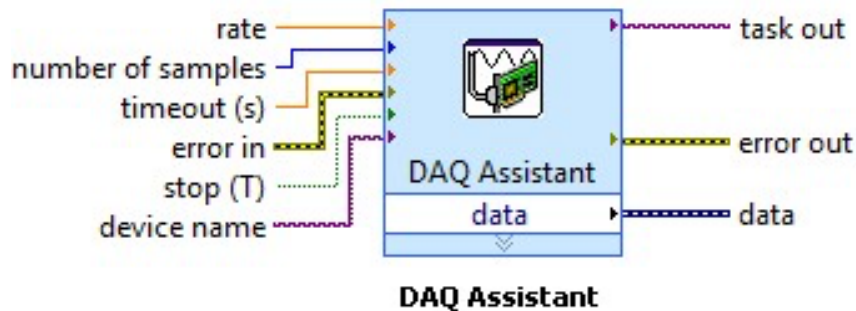 rate
number of samples
timeout (s)
error in
stop (T)
device name
DAQ Assistant
data
task out
error out
data
DAQ Assistant